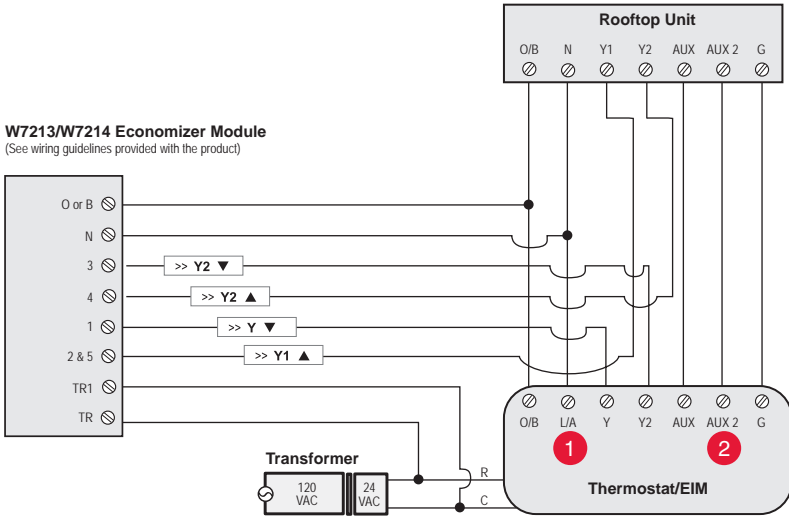 Rooftop Unit
O/B N Y1 Y2 AUX AUX 2 G
W7213/W7214 Economizer Module
(See wiring guidelines provided with the product)
O or B
N
3 >> Y2 ▼
4 >> Y2 ▲
1 >> Y ▼
2 & 5 >> Y1 ▲
TR1
TR
O/B L/A Y Y2 AUX AUX 2 G
1 2
Transformer
120
VAC
24
VAC
R
C
Thermostat/EIM